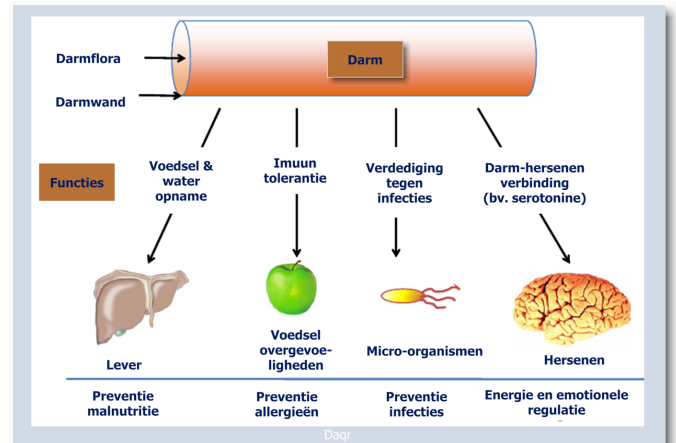 Darmflora
Darm
Darmwand
Functies
Voedsel &
water
opname
Imuun
tolerantie
Verdediging
tegen
infecties
Darm-hersenen
verbinding
(bv. serotonine)
Lever
Voedsel
overgevoe-
ligheden
Micro-organismen
Hersenen
Preventie
malnutritie
Preventie
allergieën
Preventie
infecties
Energie en emotionele
regulatie
Daqr